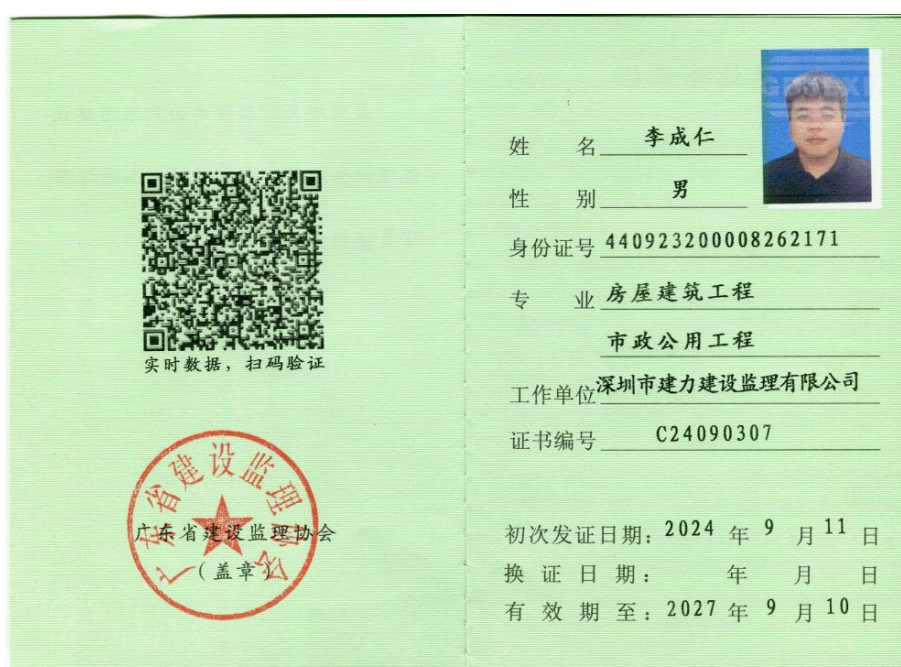 实时数据，扫码验证
广东省建设监理协会
广东省建设监理协会
（盖章）
姓 名 李成仁
性 别 男
身份证号 440923200008262171
专 业 房屋建筑工程
市政公用工程
工作单位 深圳市建力建设监理有限公司
证书编号 C24090307
初次发证日期：2024 年 9 月 11 日
换 证 日 期： 年 月 日
有 效 期 至：2027 年 9 月 10 日